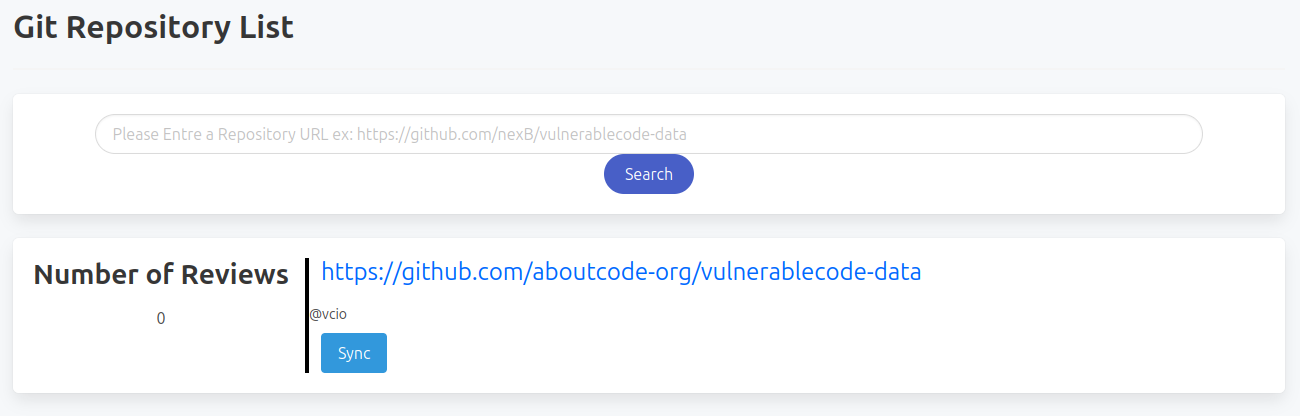 Git Repository List
Please Entre a Repository URL ex: https://github.com/nexB/vulnerablecode-data
Search
Number of Reviews
0
https://github.com/aboutcode-org/vulnerablecode-data
@vcio
Sync